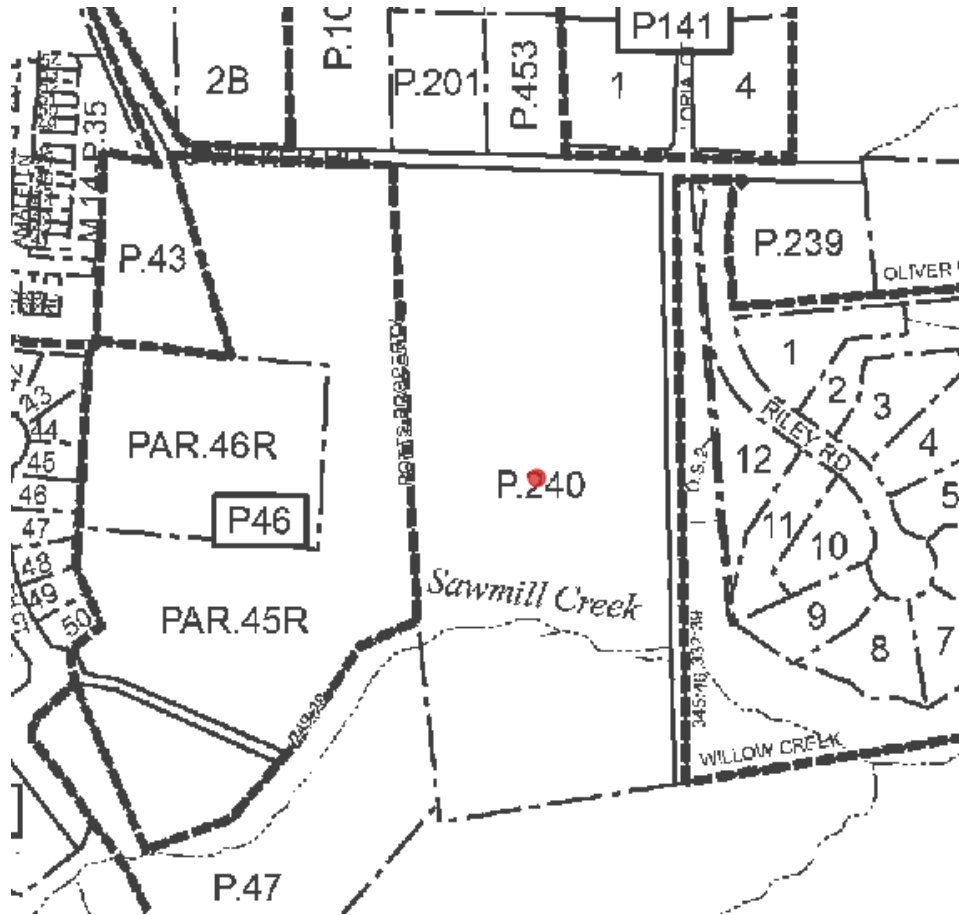 P.10
P141
2B
P.201
P.453
1
4
P.35
M.14
P.43
P.239
OLIVER
1
2
3
43
44
45
46
47
48
49
50
PAR.46R
P46
PAR.45R
P.240
RILEY RD
4
5
12
11
10
9
8
7
O.S.2
Sawmill Creek
WILLOW CREEK
P.47